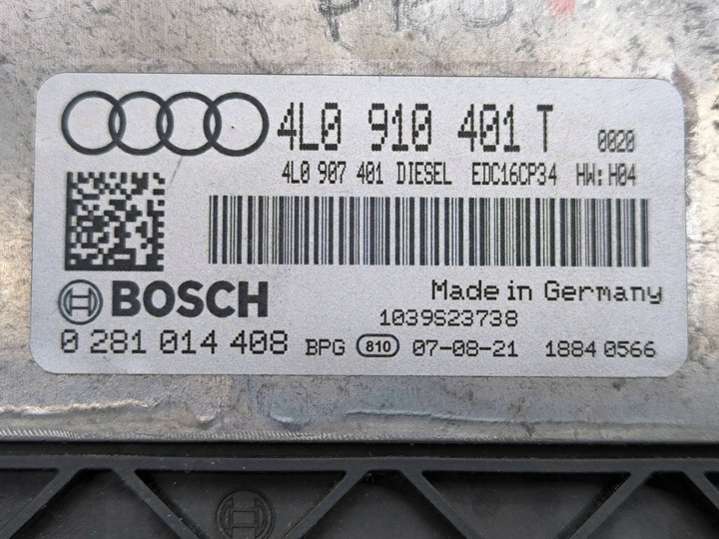 4L0 910 401 T 0020
4L0 907 401 DIESEL EDC16CP34 HW:H04
BOSCH Made in Germany
1039S23738
0 281 014 408 BPG 810 07-08-21 1884 0566